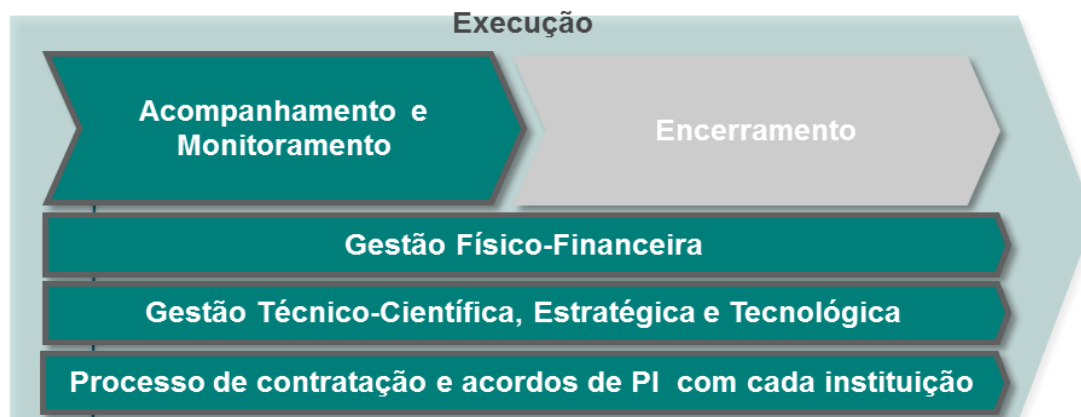 Execução
Acompanhamento e
Monitoramento
Encerramento
Gestão Físico-Financeira
Gestão Técnico-Científica, Estratégica e Tecnológica
Processo de contratação e acordos de PI com cada instituição